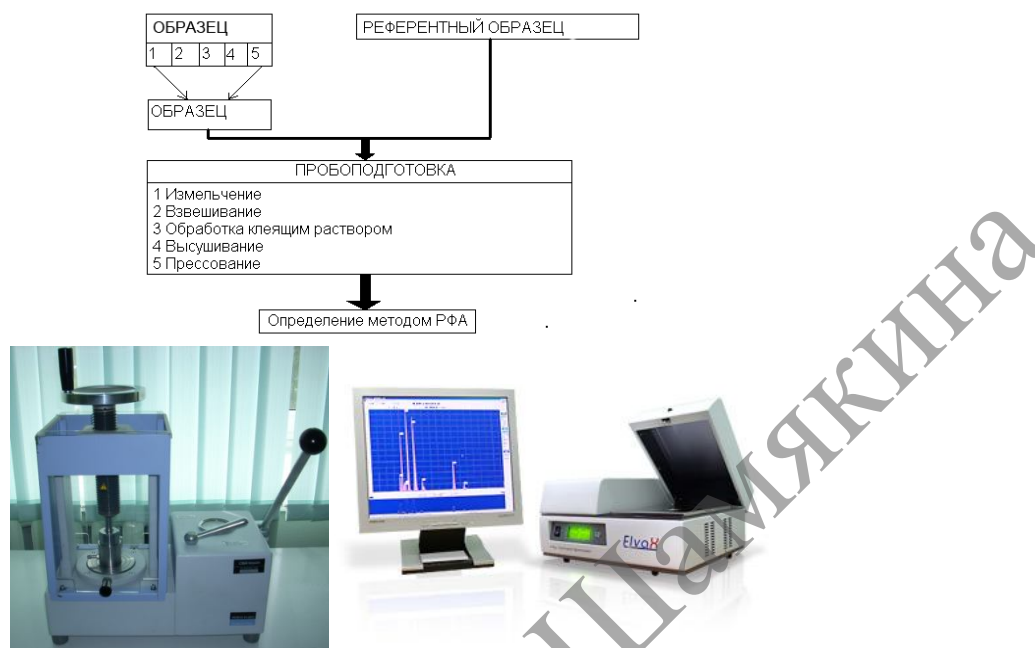 ОБРАЗЕЦ
1 2 3 4 5
РЕФЕРЕНТНЫЙ ОБРАЗЕЦ
ОБРАЗЕЦ
ПРОБОПОДГОТОВКА
1 Измельчение
2 Взвешивание
3 Обработка клеящим раствором
4 Высушивание
5 Прессование
Определение методом РФА
ElvaX
Шамякина